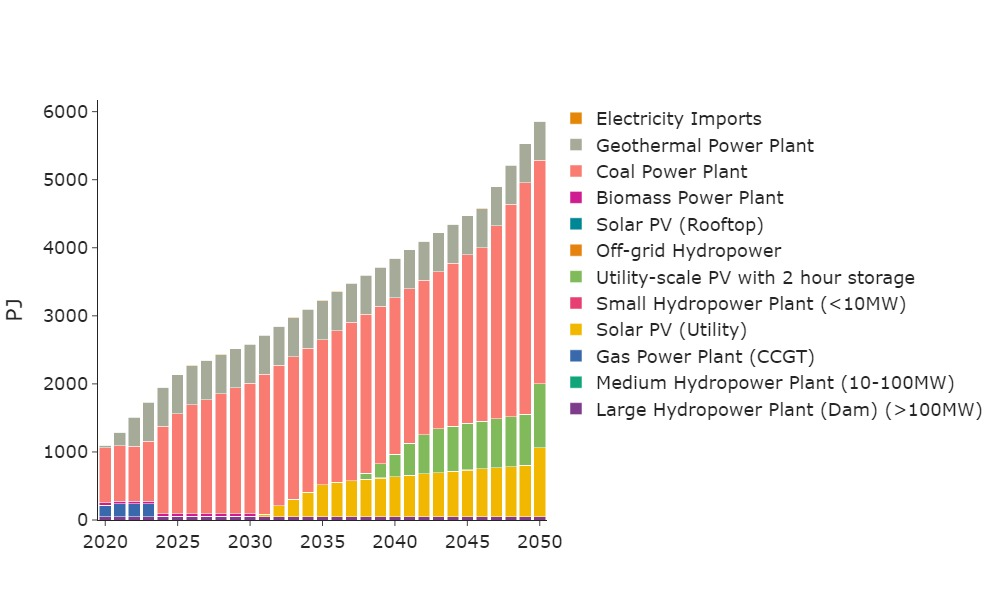 6000
5000
4000
3000
2000
1000
0
PJ
2020 2025 2030 2035 2040 2045 2050
Electricity Imports
Geothermal Power Plant
Coal Power Plant
Biomass Power Plant
Solar PV (Rooftop)
Off-grid Hydropower
Utility-scale PV with 2 hour storage
Small Hydropower Plant (<10MW)
Solar PV (Utility)
Gas Power Plant (CCGT)
Medium Hydropower Plant (10-100MW)
Large Hydropower Plant (Dam) (>100MW)